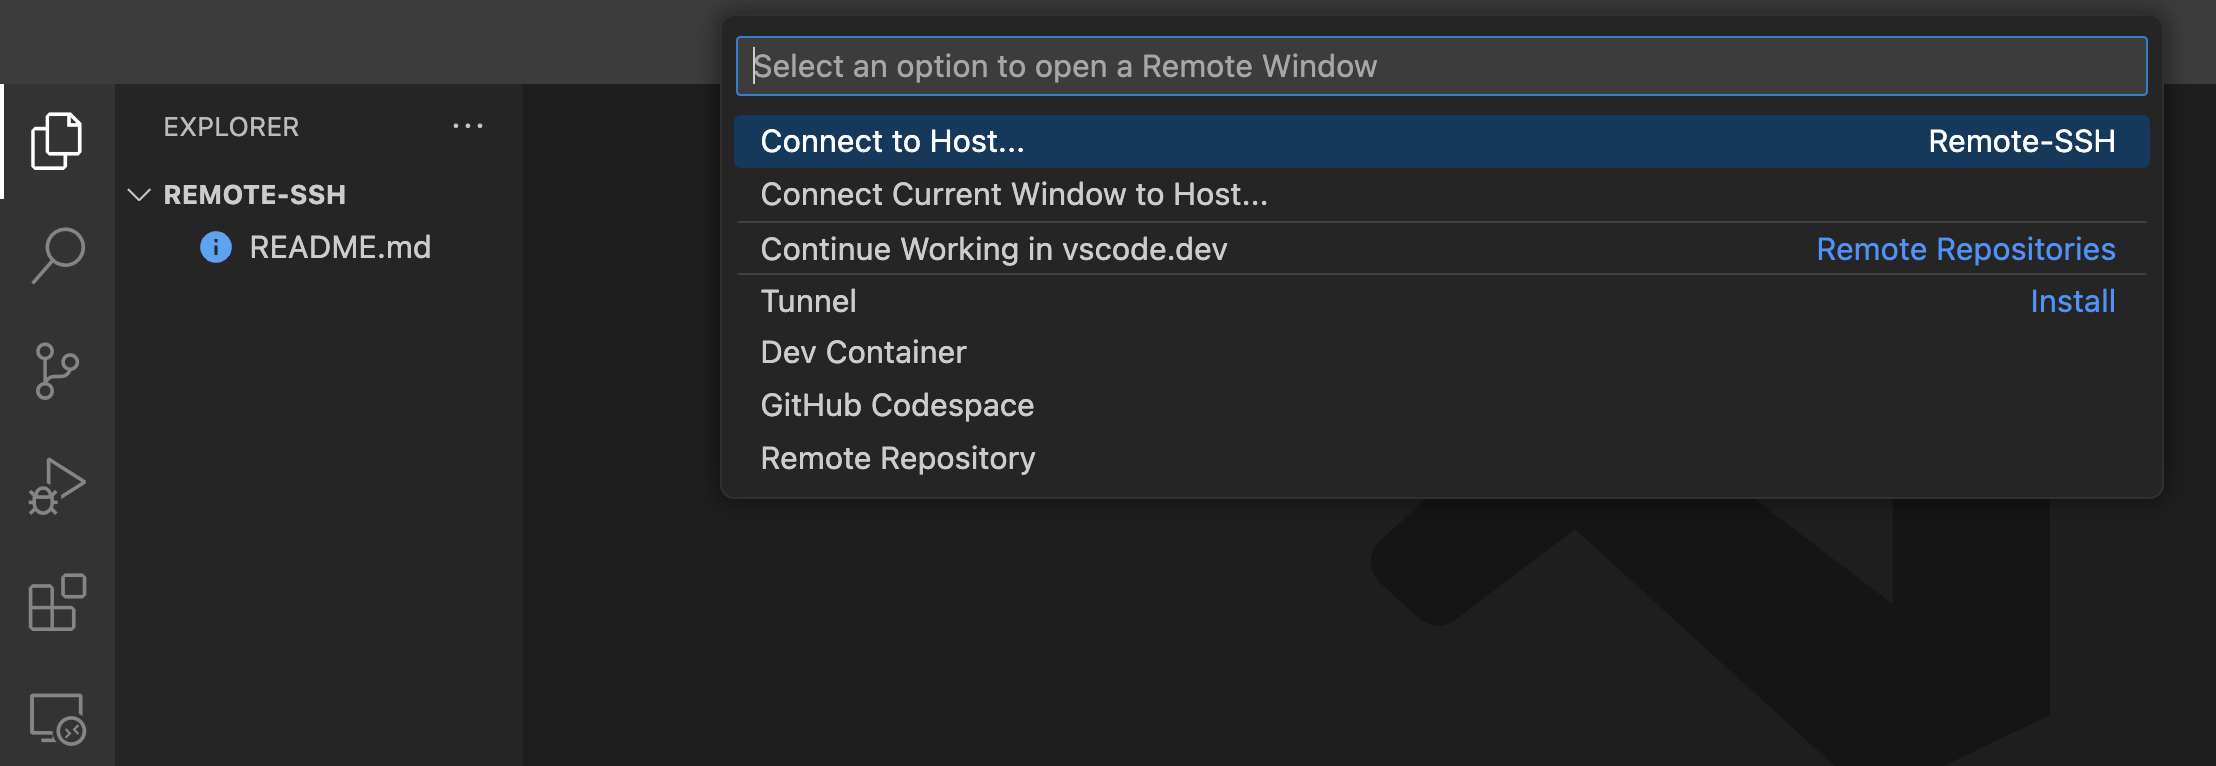 Select an option to open a Remote Window
EXPLORER ...
Connect to Host... Remote-SSH
REMOTE-SSH
Connect Current Window to Host...
README.md
Continue Working in vscode.dev Remote Repositories
Tunnel Install
Dev Container
GitHub Codespace
Remote Repository